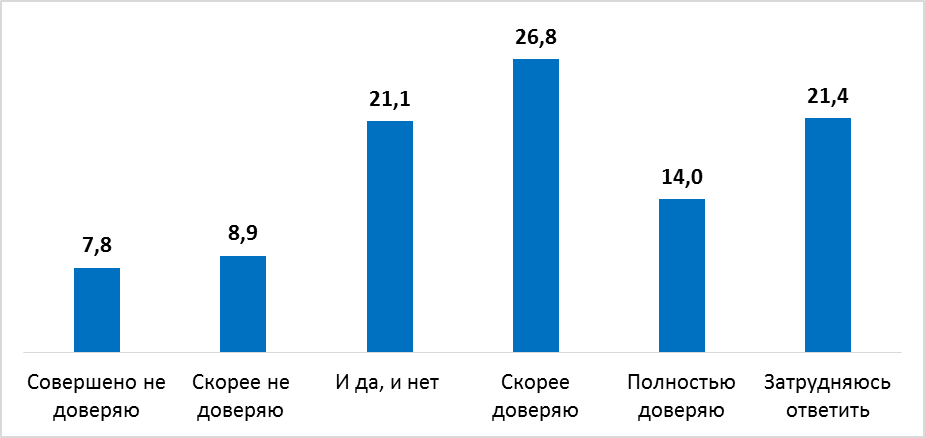 26,8
21,1
21,4
14,0
8,9
7,8
Совершено не доверяю
Скорее не доверяю
И да, и нет
Скорее доверяю
Полностью доверяю
Затрудняюсь ответить